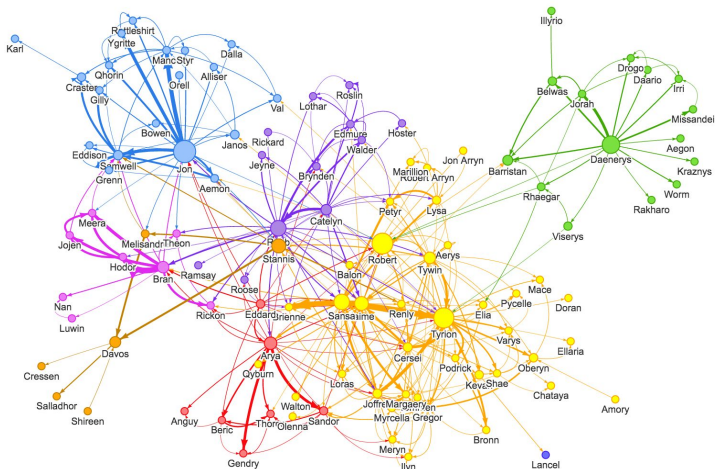 Illyrio
Karl
Rattleshirt
Ygritte
Styr
Dalla
Qhorin
Craster
Alliser
Gilly
Orell
Val
Drogo
Daario
Belwas
Jorah
Irri
Missandei
Roslin
Lothar
Edmure
Hoster
Walder
Bowen
Janos
Rickard
Jeyne
Brynden
Eddison
Samwell
Jon
Grenn
Aemon
Jon Arryn
Marillion
Robert Arryn
Petyr
Lysa
Daenerys
Aegon
Kraznys
Barristan
Worm
Rhaegar
Rakharo
Viserys
Catelyn
Meera
Theon
Jojen
Stannis
Robert
Aerys
Tywin
Hodor
Bran
Ramsay
Balon
Roose
Nan
Luwin
Rickon
Eddard
Sansa
Renly
Tyrion
Elia
Pycelle
Mace
Doran
Varys
Davos
Arya
Cersei
Qyburn
Podrick
Shae
Oberyn
Ellaria
Cressen
Salladhor
Shireen
Loras
Chataya
Amory
Margaery
Myrcella
Gregor
Walton
Olenna
Sandor
Anguy
Beric
Bronn
Meryn
Gendry
Ilyn
Lancel